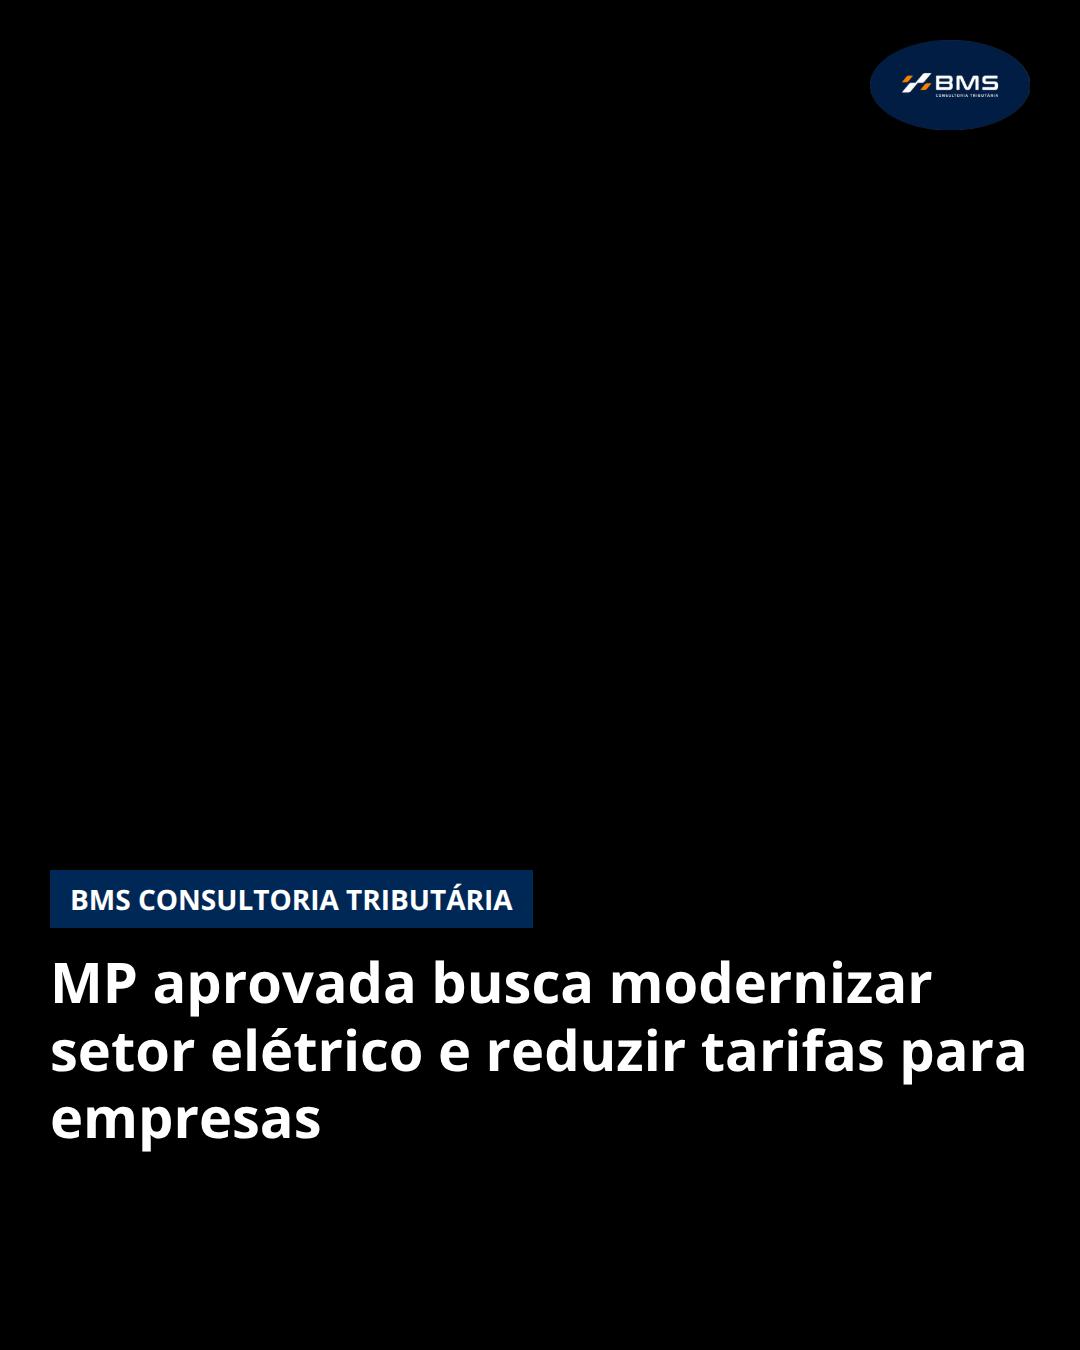 BMS
CONSULTORIA TRIBUTÁRIA
BMS CONSULTORIA TRIBUTÁRIA
MP aprovada busca modernizar
setor elétrico e reduzir tarifas para
empresas